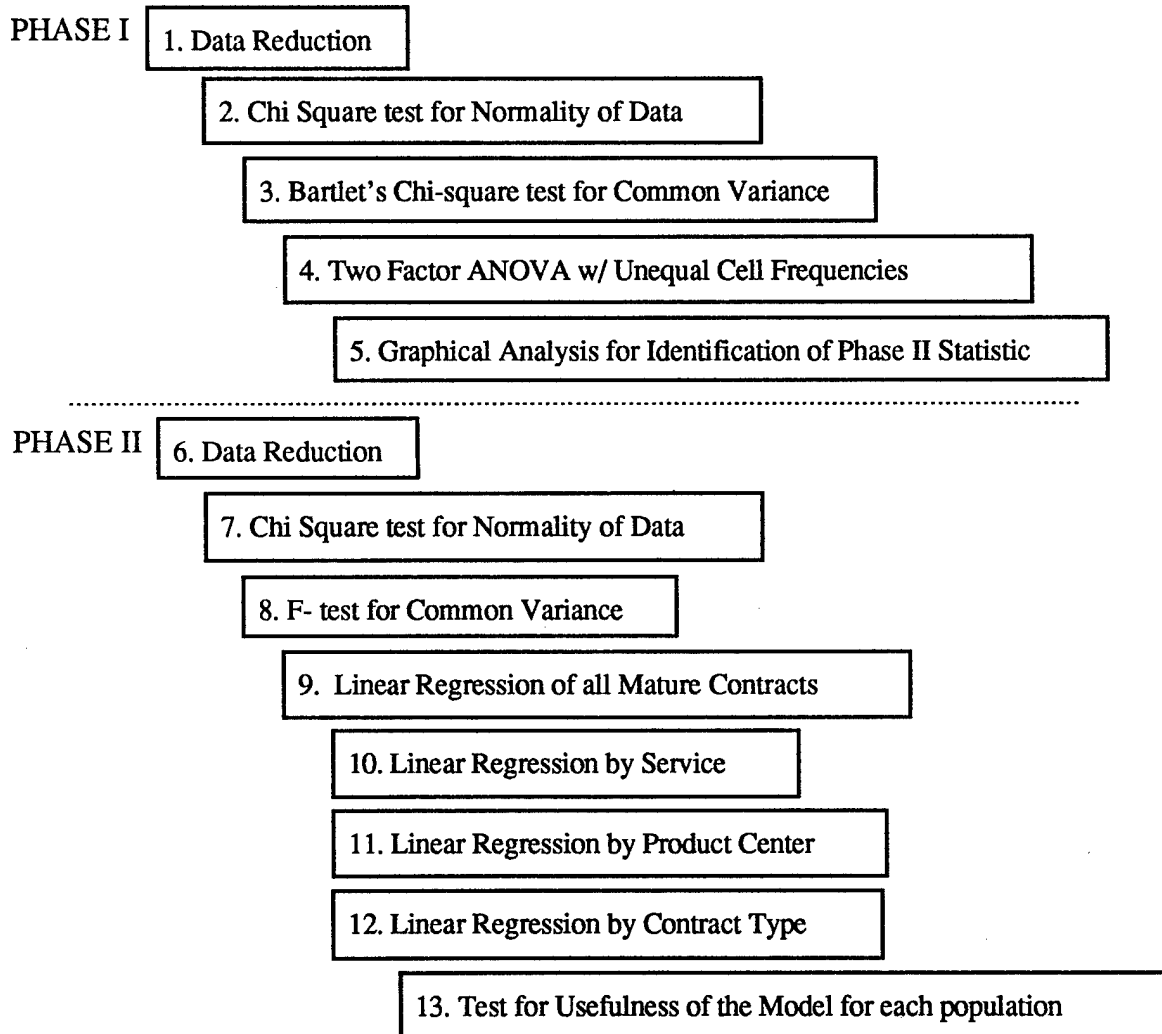 PHASE I
1. Data Reduction
2. Chi Square test for Normality of Data
3. Bartlet's Chi-square test for Common Variance
4. Two Factor ANOVA w/ Unequal Cell Frequencies
5. Graphical Analysis for Identification of Phase II Statistic
PHASE II
6. Data Reduction
7. Chi Square test for Normality of Data
8. F- test for Common Variance
9. Linear Regression of all Mature Contracts
10. Linear Regression by Service
11. Linear Regression by Product Center
12. Linear Regression by Contract Type
13. Test for Usefulness of the Model for each population